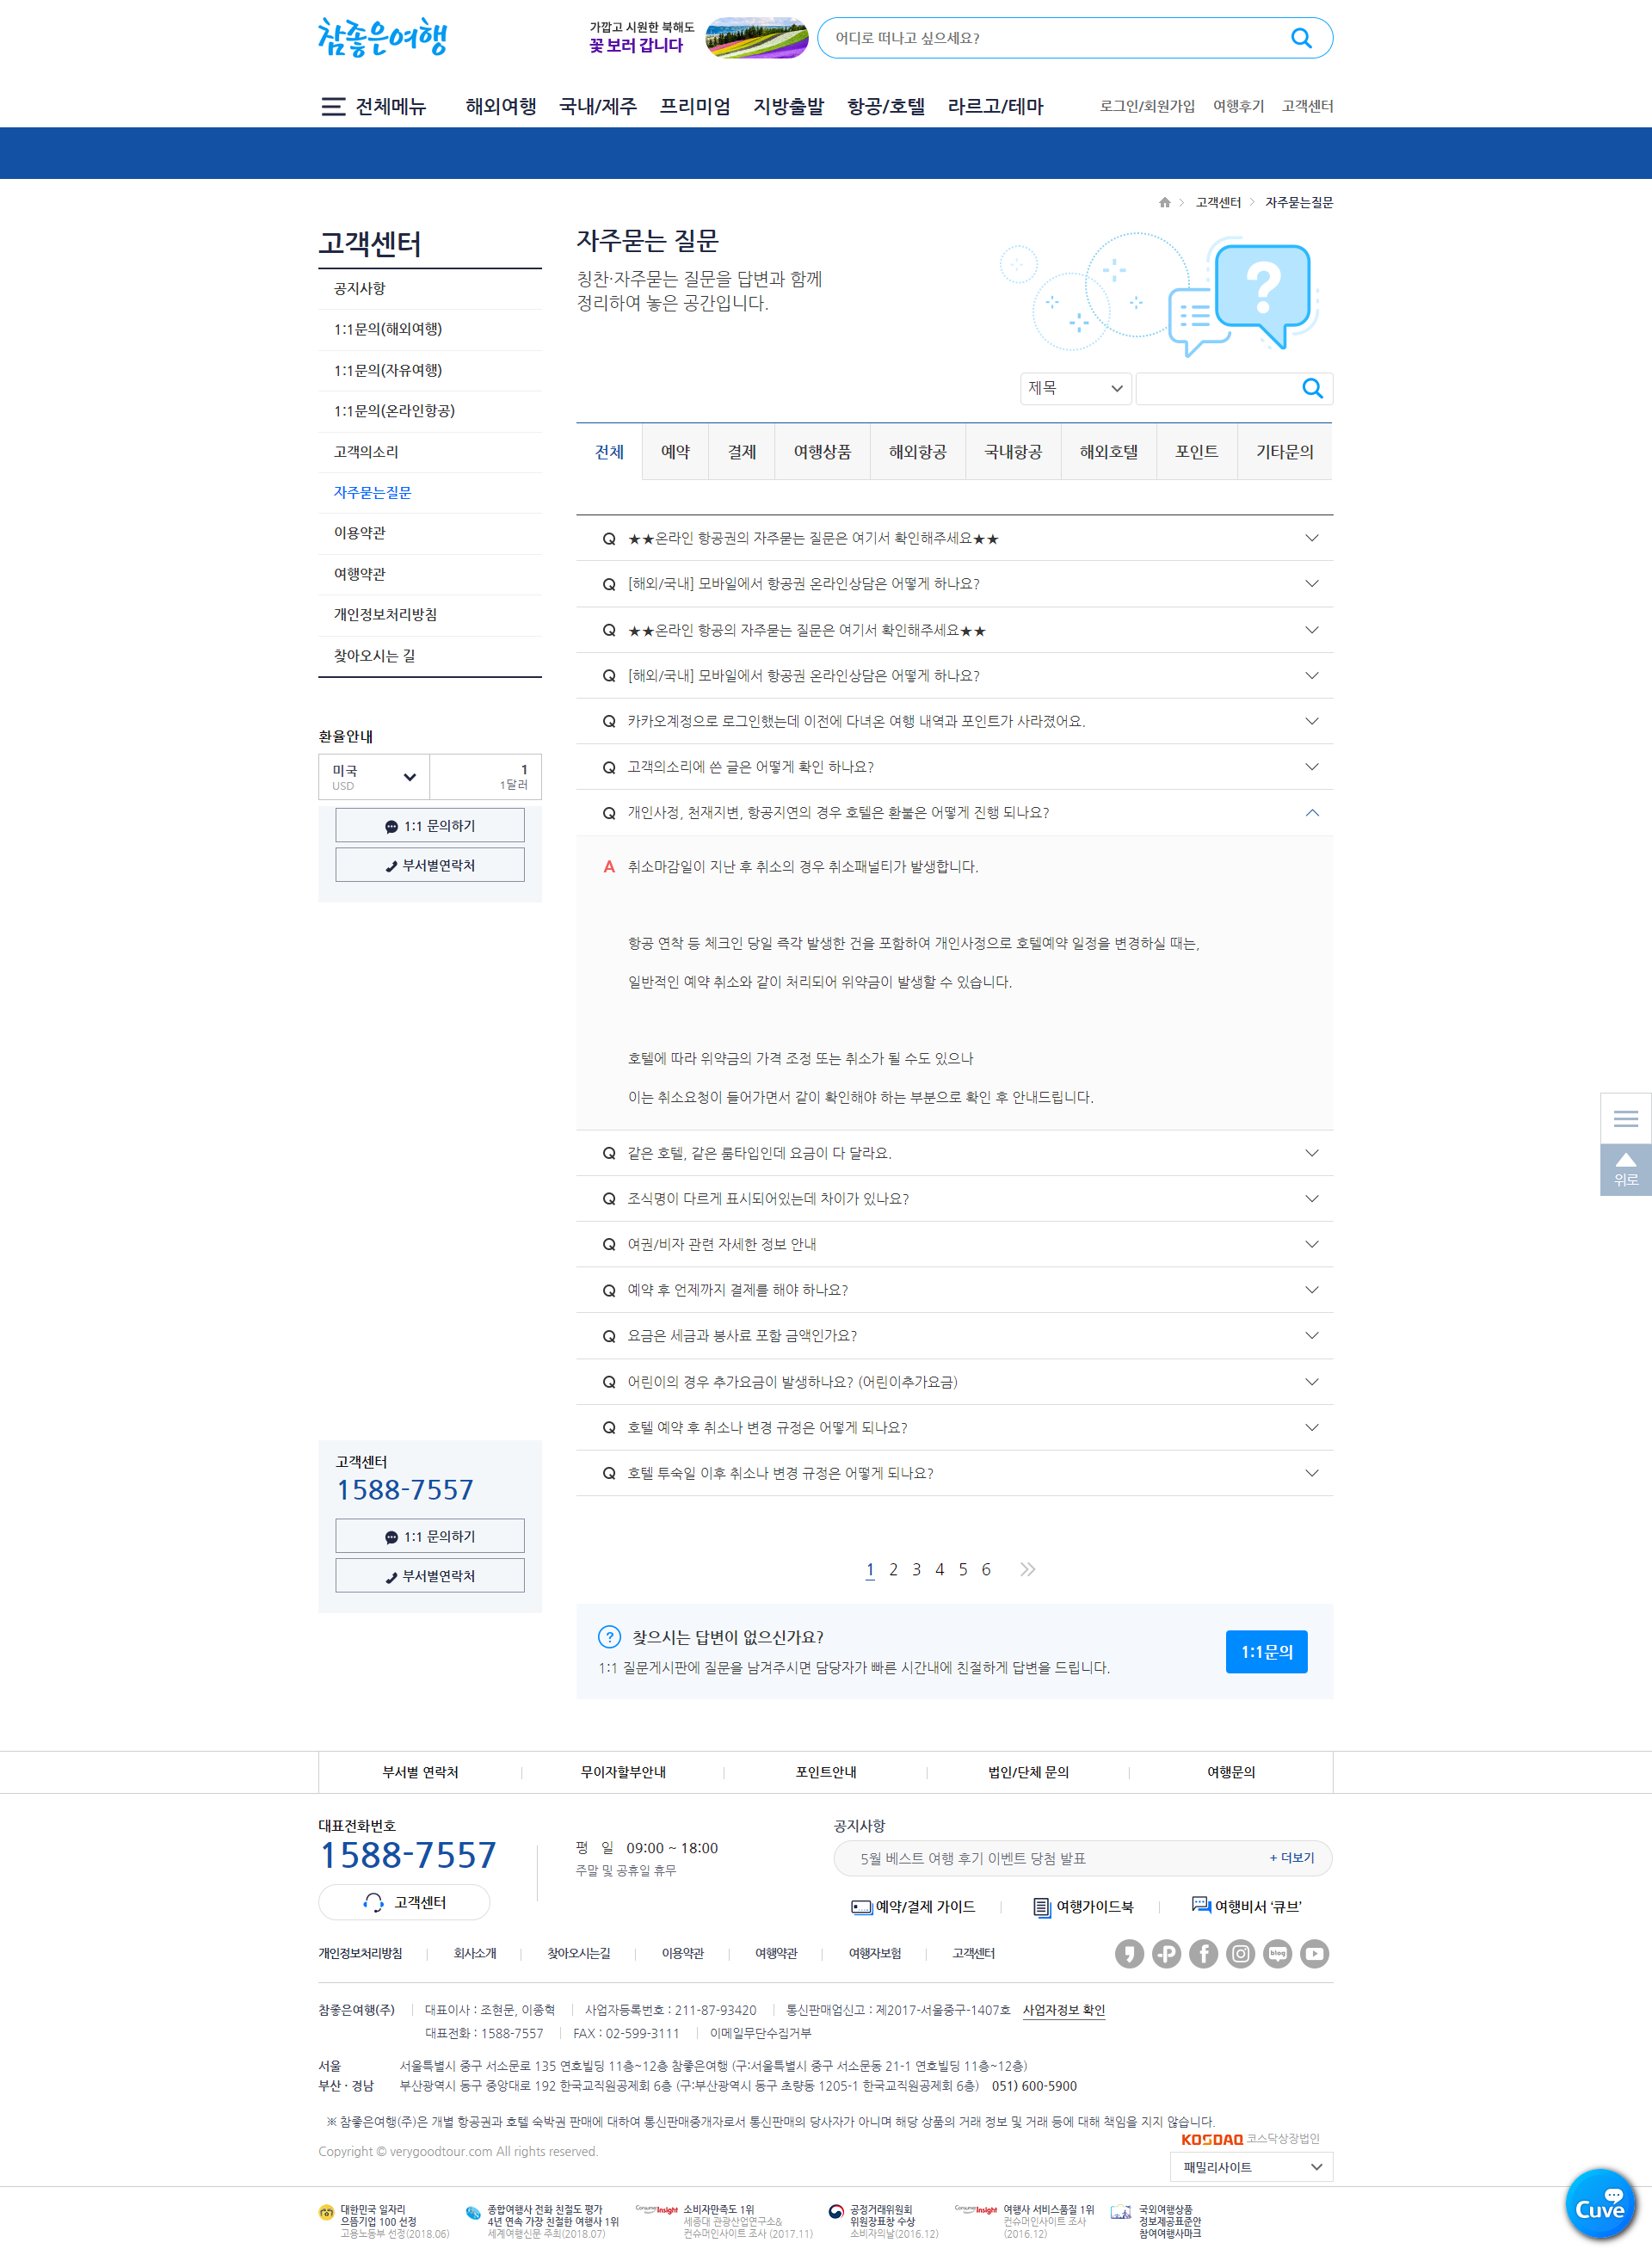 참좋은여행
가깝고 시원한 북해도
꽃 보러 갑니다
어디로 떠나고 싶으세요?
전체메뉴 해외여행 국내/제주 프리미엄 지방출발 항공/호텔 라르고/테마 로그인/회원가입 여행후기 고객센터
고객센터 자주묻는질문
고객센터
공지사항
1:1문의(해외여행)
1:1문의(자유여행)
1:1문의(온라인항공)
고객의소리
자주묻는질문
이용약관
여행약관
개인정보처리방침
찾아오시는 길
환율안내
미국 1
USD 1달러
1:1 문의하기
부서별연락처
고객센터
1588-7557
1:1 문의하기
부서별연락처
자주묻는 질문
칭찬·자주묻는 질문을 답변과 함께
정리하여 놓은 공간입니다.
제목
전체 예약 결제 여행상품 해외항공 국내항공 해외호텔 포인트 기타문의
Q ★★온라인 항공권의 자주묻는 질문은 여기서 확인해주세요★★
Q [해외/국내] 모바일에서 항공권 온라인상담은 어떻게 하나요?
Q ★★온라인 항공의 자주묻는 질문은 여기서 확인해주세요★★
Q [해외/국내] 모바일에서 항공권 온라인상담은 어떻게 하나요?
Q 카카오계정으로 로그인했는데 이전에 다녀온 여행 내역과 포인트가 사라졌어요.
Q 고객의소리에 쓴 글은 어떻게 확인 하나요?
Q 개인사정, 천재지변, 항공지연의 경우 호텔은 환불은 어떻게 진행 되나요?
A 취소마감일이 지난 후 취소의 경우 취소패널티가 발생합니다.
항공 연착 등 체크인 당일 즉각 발생한 건을 포함하여 개인사정으로 호텔예약 일정을 변경하실 때는,
일반적인 예약 취소와 같이 처리되어 위약금이 발생할 수 있습니다.
호텔에 따라 위약금의 가격 조정 또는 취소가 될 수도 있으나
이는 취소요청이 들어가면서 같이 확인해야 하는 부분으로 확인 후 안내드립니다.
Q 같은 호텔, 같은 룸타입인데 요금이 다 달라요.
Q 조식명이 다르게 표시되어있는데 차이가 있나요?
Q 여권/비자 관련 자세한 정보 안내
Q 예약 후 언제까지 결제를 해야 하나요?
Q 요금은 세금과 봉사료 포함 금액인가요?
Q 어린이의 경우 추가요금이 발생하나요? (어린이추가요금)
Q 호텔 예약 후 취소나 변경 규정은 어떻게 되나요?
Q 호텔 투숙일 이후 취소나 변경 규정은 어떻게 되나요?
1 2 3 4 5 6
? 찾으시는 답변이 없으신가요?
1:1 질문게시판에 질문을 남겨주시면 담당자가 빠른 시간내에 친절하게 답변을 드립니다.
1:1문의
위로
부서별 연락처 무이자할부안내 포인트안내 법인/단체 문의 여행문의
대표전화번호
1588-7557
고객센터
평 일 09:00 ~ 18:00
주말 및 공휴일 휴무
공지사항
5월 베스트 여행 후기 이벤트 당첨 발표 + 더보기
예약/결제 가이드 여행가이드북 여행비서 ‘큐브’
개인정보처리방침 회사소개 찾아오시는길 이용약관 여행약관 여행자보험 고객센터
blog
참좋은여행(주) 대표이사 : 조현문, 이종혁 사업자등록번호 : 211-87-93420 통신판매업신고 : 제2017-서울중구-1407호 사업자정보 확인
대표전화 : 1588-7557 FAX : 02-599-3111 이메일무단수집거부
서울 서울특별시 중구 서소문로 135 연호빌딩 11층~12층 참좋은여행 (구:서울특별시 중구 서소문동 21-1 연호빌딩 11층~12층)
부산 · 경남 부산광역시 동구 중앙대로 192 한국교직원공제회 6층 (구:부산광역시 동구 초량동 1205-1 한국교직원공제회 6층) 051) 600-5900
※ 참좋은여행(주)은 개별 항공권과 호텔 숙박권 판매에 대하여 통신판매중개자로서 통신판매의 당사자가 아니며 해당 상품의 거래 정보 및 거래 등에 대해 책임을 지지 않습니다.
KOSDAQ 코스닥상장법인
Copyright © verygoodtour.com All rights reserved.
패밀리사이트
Cuve
대한민국 일자리
으뜸기업 100 선정
고용노동부 선정(2018.06)
종합여행사 전화 친절도 평가
4년 연속 가장 친절한 여행사 1위
세계여행신문 주최(2018.07)
ConsumerInsight
소비자만족도 1위
세종대 관광산업연구소&
컨슈머인사이트 조사 (2017.11)
공정거래위원회
위원장표창 수상
소비자의날(2016.12)
ConsumerInsight
여행사 서비스품질 1위
컨슈머인사이트 조사
(2016.12)
국외여행상품
정보제공표준안
참여여행사마크